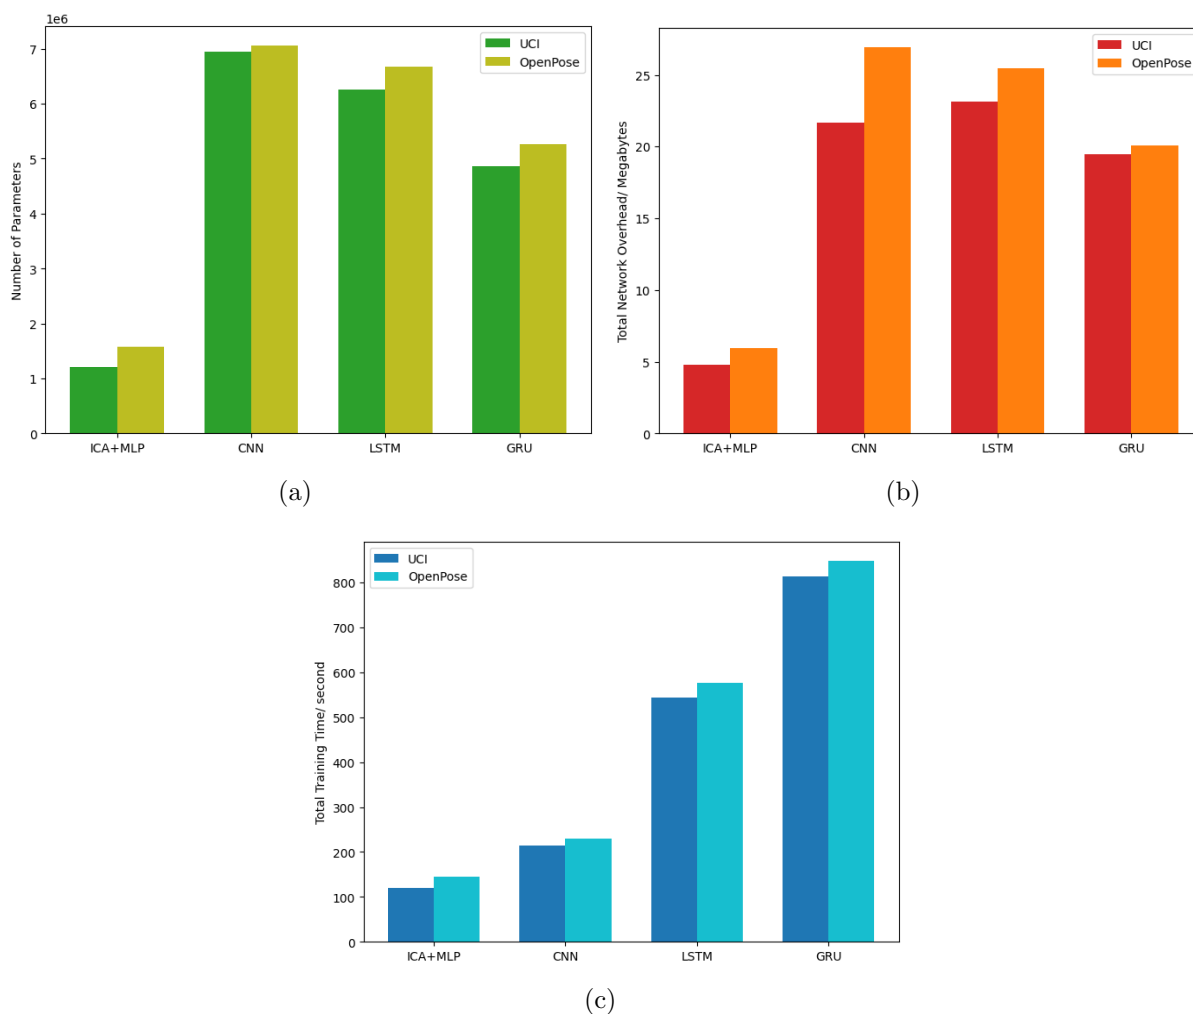 1e6
Number of Parameters
7
6
5
4
3
2
1
0
UCI
OpenPose
ICA+MLP CNN LSTM GRU
(a)
Total Network Overhead/ Megabytes
25
20
15
10
5
0
UCI
OpenPose
ICA+MLP CNN LSTM GRU
(b)
Total Training Time/ second
800
700
600
500
400
300
200
100
0
UCI
OpenPose
ICA+MLP CNN LSTM GRU
(c)